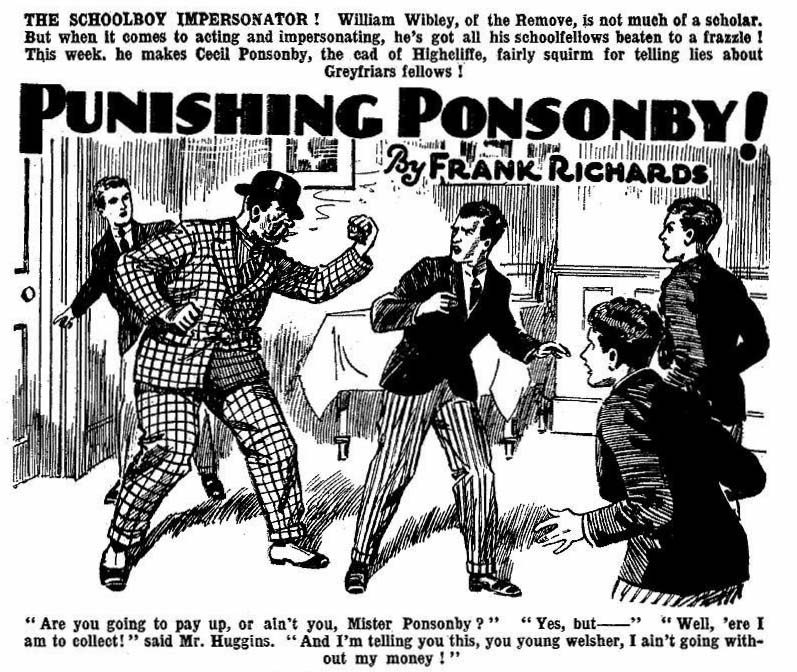 THE SCHOOLBOY IMPERSONATOR ! William Wibley, of the Remove, is not much of a scholar.
But when it comes to acting and impersonating, he's got all his schoolfellows beaten to a frazzle !
This week. he makes Cecil Ponsonby, the cad of Highcliffe, fairly squirm for telling lies about
Greyfriars fellows !
PUNISHING PONSONBY!
By FRANK RICHARDS
" Are you going to pay up, or ain't you, Mister Ponsonby ? " " Yes, but—— " " Well, 'ere I
am to collect! " said Mr. Huggins. " And I'm telling you this, you young welsher, I ain't going with-
out my money ! "